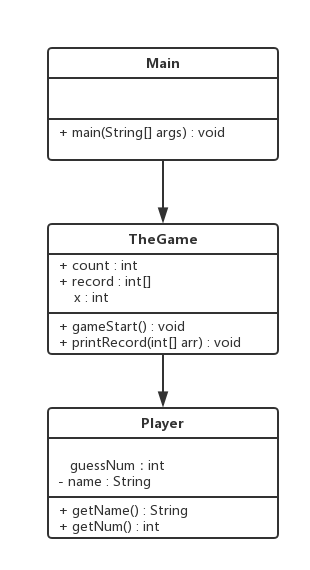 Main
+ main(String[] args) : void
TheGame
+ count : int
+ record : int[]
x : int
+ gameStart() : void
+ printRecord(int[] arr) : void
Player
guessNum : int
- name : String
+ getName() : String
+ getNum() : int